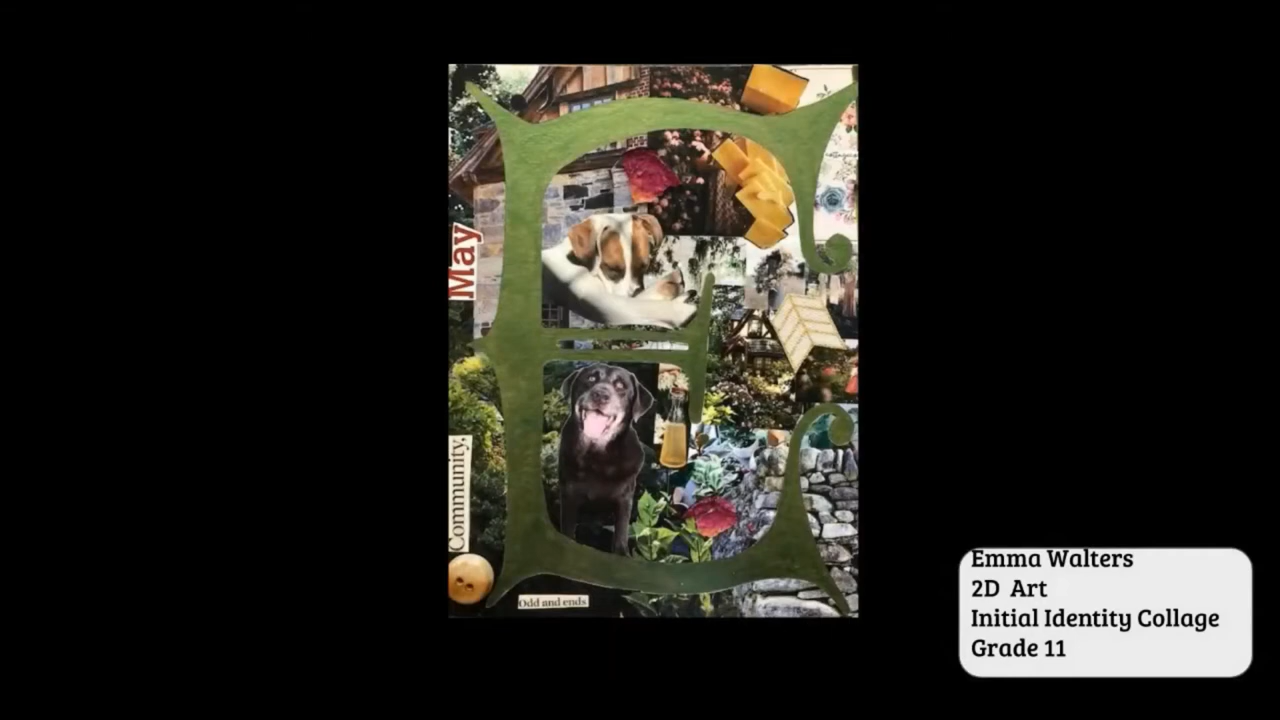 May
E
Community,
Odd and ends
Emma Walters
2D Art
Initial Identity Collage
Grade 11